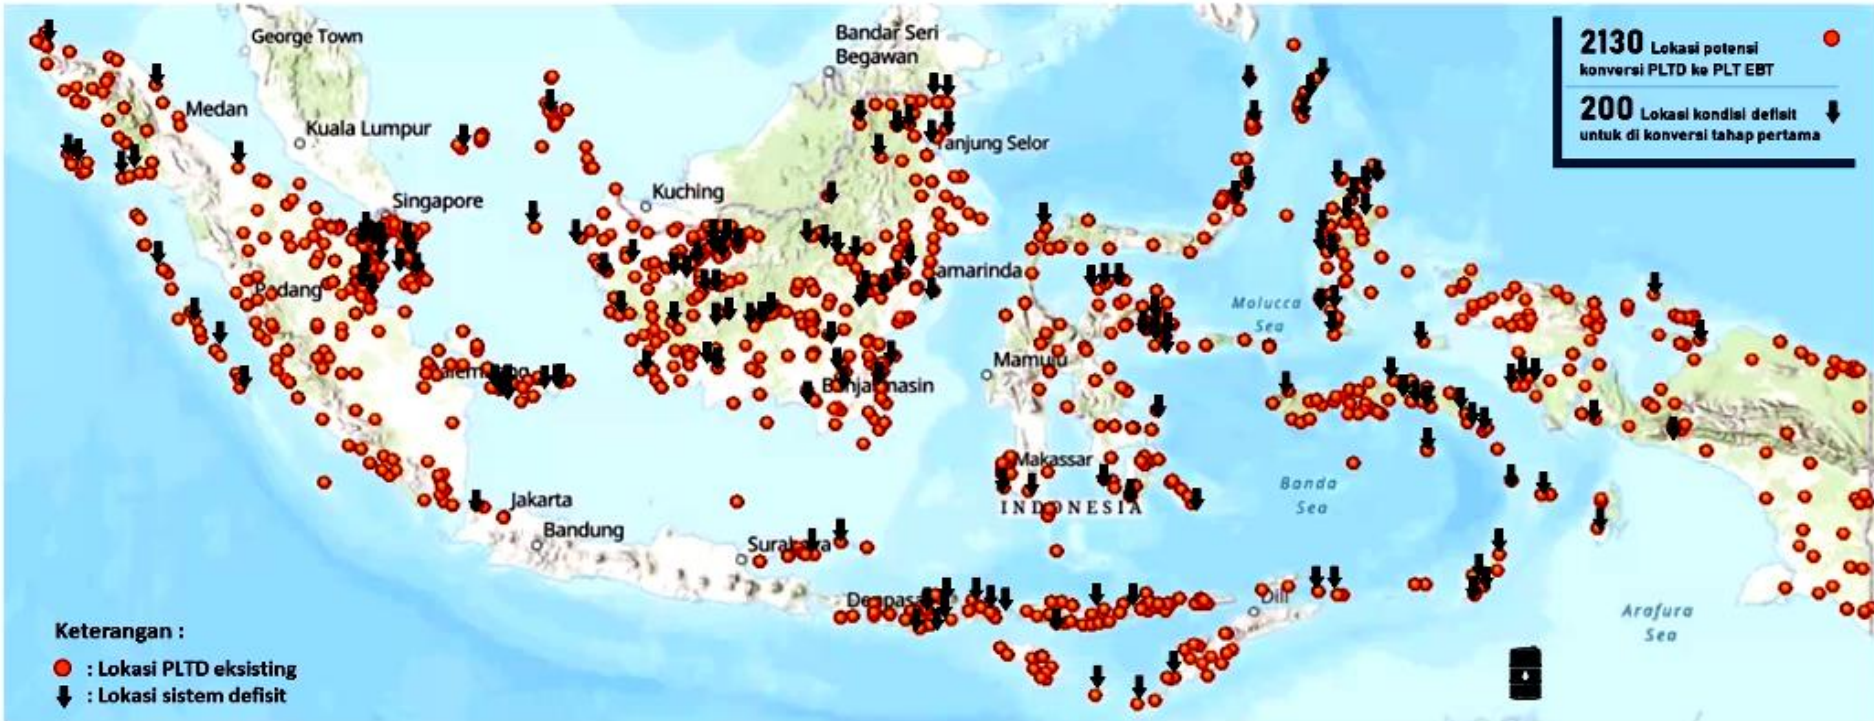 George Town
Bandar Seri
Begawan
Medan
Kuala Lumpur
Tanjung Selor
Kuching
Singapore
Samarinda
Padang
Molucca
Sea
Mamuju
Banjarmasin
Makassar
Banda
Sea
INDONESIA
Jakarta
Bandung
Surabaya
Denpasar
Dili
Arafura
Sea
2130 Lokasi potensi
konversi PLTD ke PLT EBT
200 Lokasi kondisi defisit
untuk di konversi tahap pertama
Keterangan :
: Lokasi PLTD eksisting
: Lokasi sistem defisit